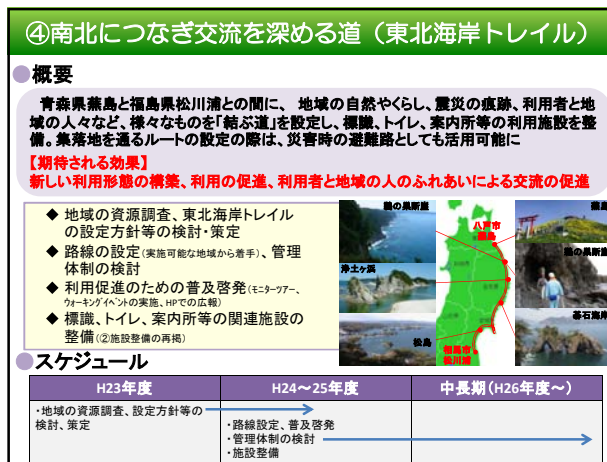 ④南北につなぎ交流を深める道（東北海岸トレイル）
●概要
青森県蕪島と福島県松川浦との間に、 地域の自然やくらし、震災の痕跡、利用者と地
域の人々など、様々なものを「結ぶ道」を設定し、標識、トイレ、案内所等の利用施設を整
備。集落地を通るルートの設定の際は、災害時の避難路としても活用可能に
【期待される効果】
新しい利用形態の構築、利用の促進、利用者と地域の人のふれあいによる交流の促進
◆ 地域の資源調査、東北海岸トレイル
の設定方針等の検討・策定
◆ 路線の設定（実施可能な地域から着手）、管理
体制の検討
◆ 利用促進のための普及啓発（モニターツアー、
ウォーキングイベントの実施、HPでの広報）
◆ 標識、トイレ、案内所等の関連施設の
整備（②施設整備の再掲）
鵜の巣断崖
浄土ヶ浜
松島
八戸市
蕪島
相馬市
松川浦
蕪島
鵜の巣断崖
碁石海岸
●スケジュール
H23年度
H24～25年度
中長期（H26年度～）
・地域の資源調査、設定方針等の
検討、策定
・路線設定、普及啓発
・管理体制の検討
・施設整備